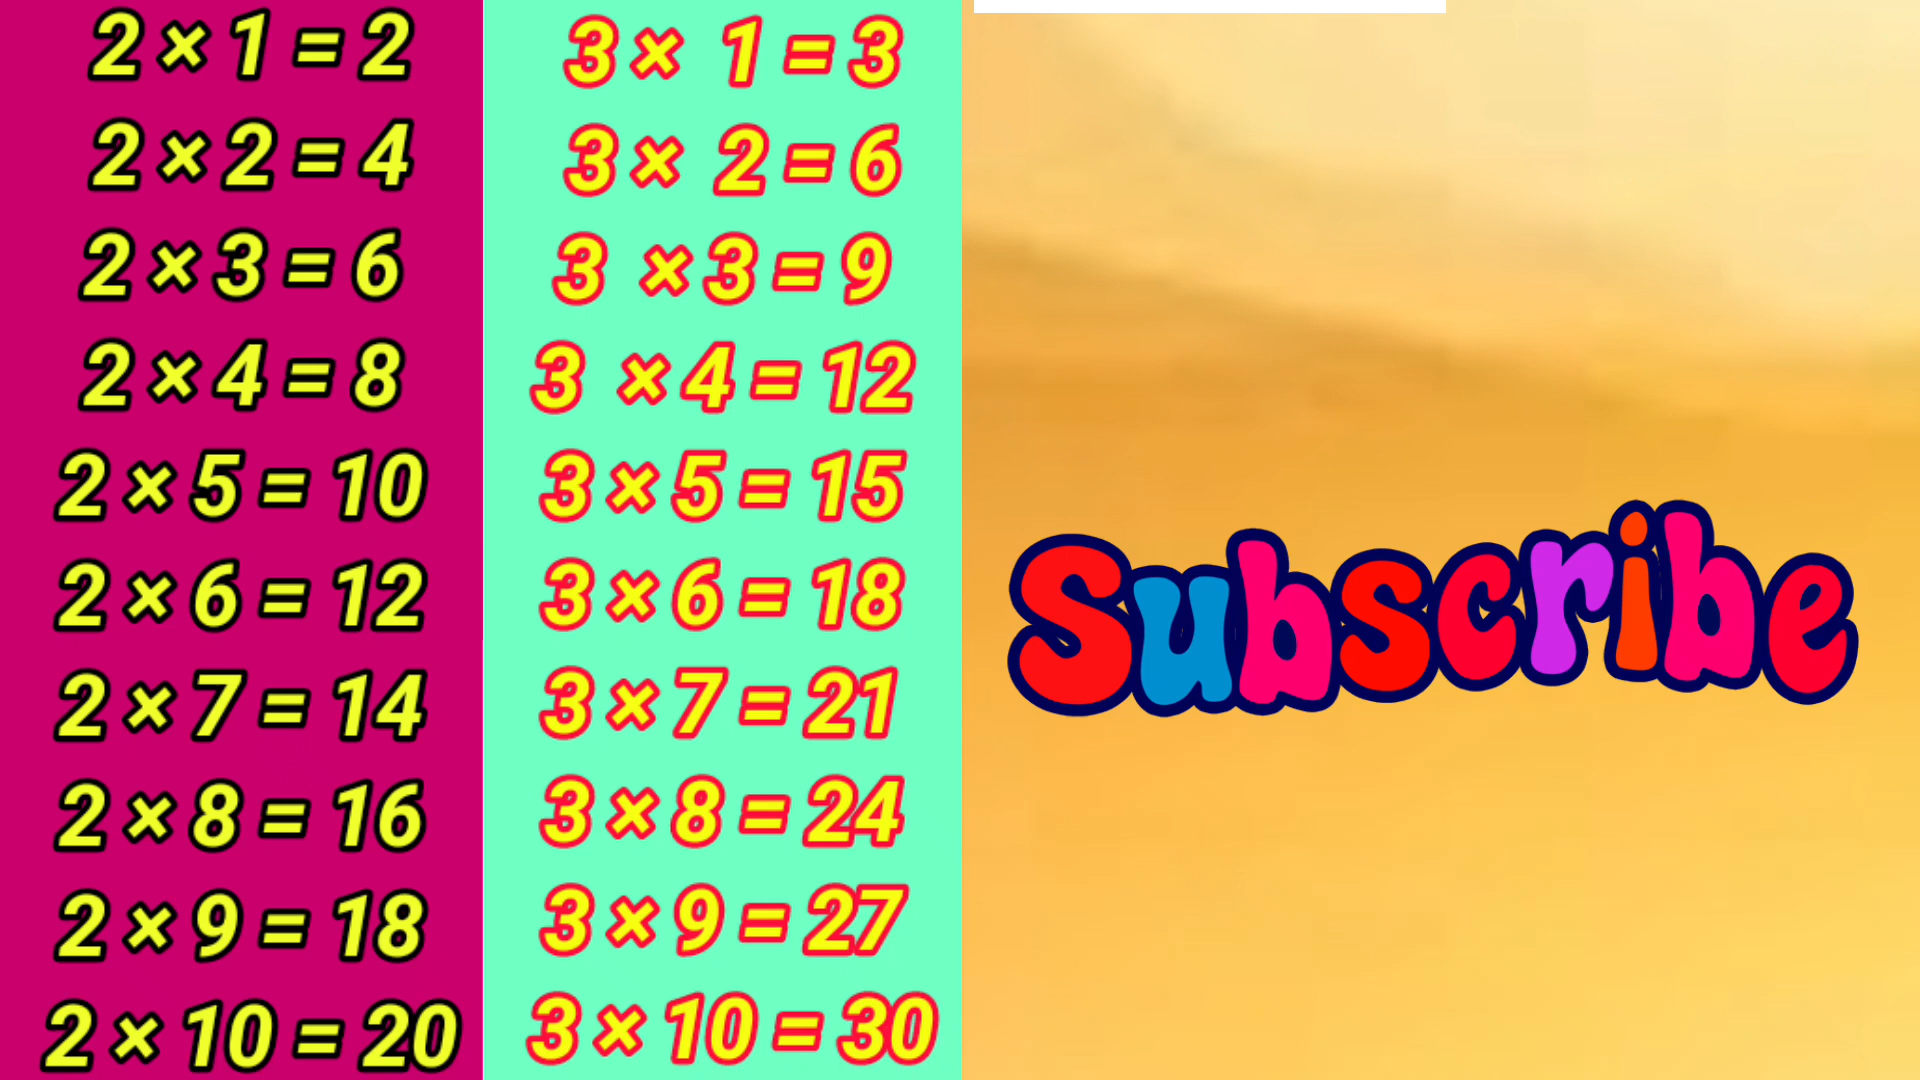 2 × 1 = 2
2 × 2 = 4
2 × 3 = 6
2 × 4 = 8
2 × 5 = 10
2 × 6 = 12
2 × 7 = 14
2 × 8 = 16
2 × 9 = 18
2 × 10 = 20
3 × 1 = 3
3 × 2 = 6
3 × 3 = 9
3 × 4 = 12
3 × 5 = 15
3 × 6 = 18
3 × 7 = 21
3 × 8 = 24
3 × 9 = 27
3 × 10 = 30
Subscribe